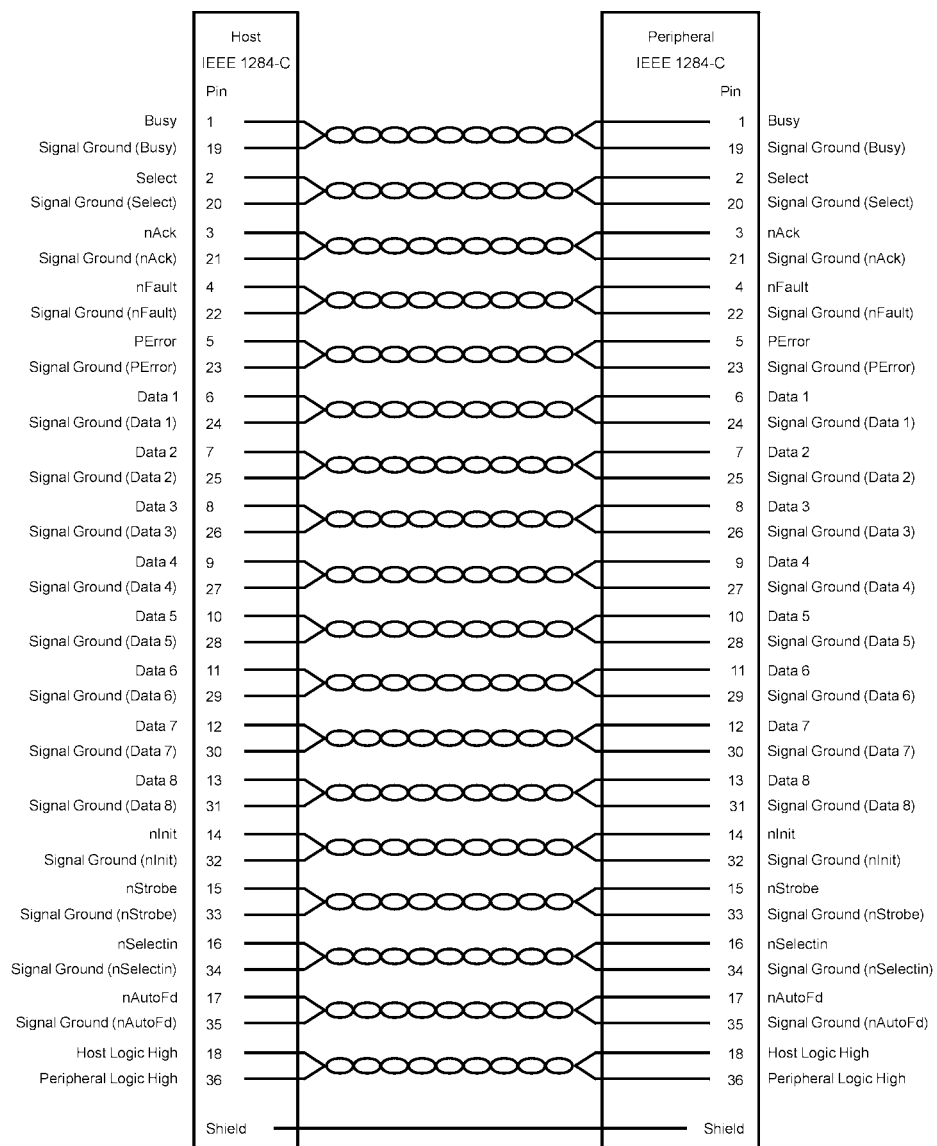 Host Peripheral
IEEE 1284-C IEEE 1284-C
Pin Pin
Busy 1 1 Busy
Signal Ground (Busy) 19 19 Signal Ground (Busy)
Select 2 2 Select
Signal Ground (Select) 20 20 Signal Ground (Select)
nAck 3 3 nAck
Signal Ground (nAck) 21 21 Signal Ground (nAck)
nFault 4 4 nFault
Signal Ground (nFault) 22 22 Signal Ground (nFault)
PError 5 5 PError
Signal Ground (PError) 23 23 Signal Ground (PError)
Data 1 6 6 Data 1
Signal Ground (Data 1) 24 24 Signal Ground (Data 1)
Data 2 7 7 Data 2
Signal Ground (Data 2) 25 25 Signal Ground (Data 2)
Data 3 8 8 Data 3
Signal Ground (Data 3) 26 26 Signal Ground (Data 3)
Data 4 9 9 Data 4
Signal Ground (Data 4) 27 27 Signal Ground (Data 4)
Data 5 10 10 Data 5
Signal Ground (Data 5) 28 28 Signal Ground (Data 5)
Data 6 11 11 Data 6
Signal Ground (Data 6) 29 29 Signal Ground (Data 6)
Data 7 12 12 Data 7
Signal Ground (Data 7) 30 30 Signal Ground (Data 7)
Data 8 13 13 Data 8
Signal Ground (Data 8) 31 31 Signal Ground (Data 8)
nInit 14 14 nInit
Signal Ground (nInit) 32 32 Signal Ground (nInit)
nStrobe 15 15 nStrobe
Signal Ground (nStrobe) 33 33 Signal Ground (nStrobe)
nSelectin 16 16 nSelectin
Signal Ground (nSelectin) 34 34 Signal Ground (nSelectin)
nAutoFd 17 17 nAutoFd
Signal Ground (nAutoFd) 35 35 Signal Ground (nAutoFd)
Host Logic High 18 18 Host Logic High
Peripheral Logic High 36 36 Peripheral Logic High
Shield Shield